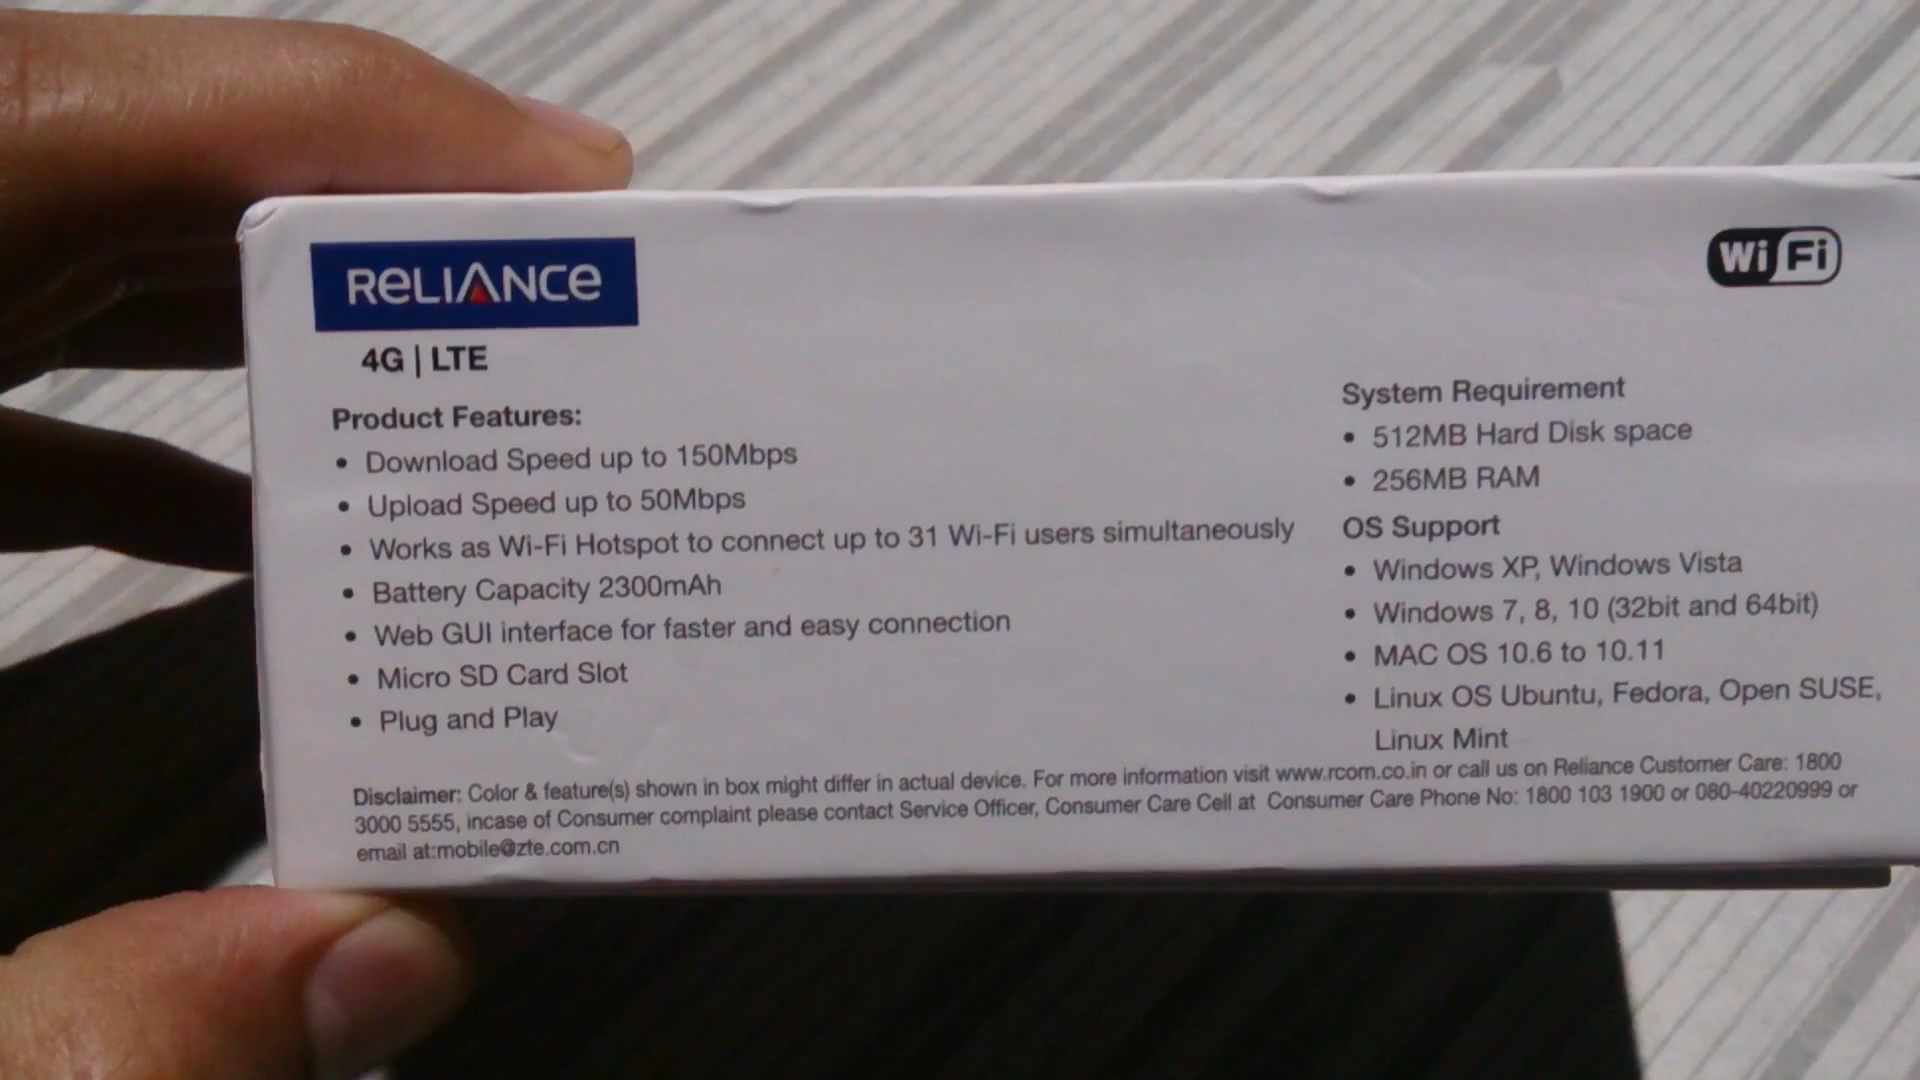 RELIANCE
4G | LTE
Product Features:
• Download Speed up to 150Mbps
• Upload Speed up to 50Mbps
• Works as Wi-Fi Hotspot to connect up to 31 Wi-Fi users simultaneously
• Battery Capacity 2300mAh
• Web GUI interface for faster and easy connection
• Micro SD Card Slot
• Plug and Play
Wi Fi
System Requirement
• 512MB Hard Disk space
• 256MB RAM
OS Support
• Windows XP, Windows Vista
• Windows 7, 8, 10 (32bit and 64bit)
• MAC OS 10.6 to 10.11
• Linux OS Ubuntu, Fedora, Open SUSE,
Linux Mint
Disclaimer: Color & feature(s) shown in box might differ in actual device. For more information visit www.rcom.co.in or call us on Reliance Customer Care: 1800
3000 5555, incase of Consumer complaint please contact Service Officer, Consumer Care Cell at Consumer Care Phone No: 1800 103 1900 or 080-40220999 or
email at:mobile@zte.com.cn